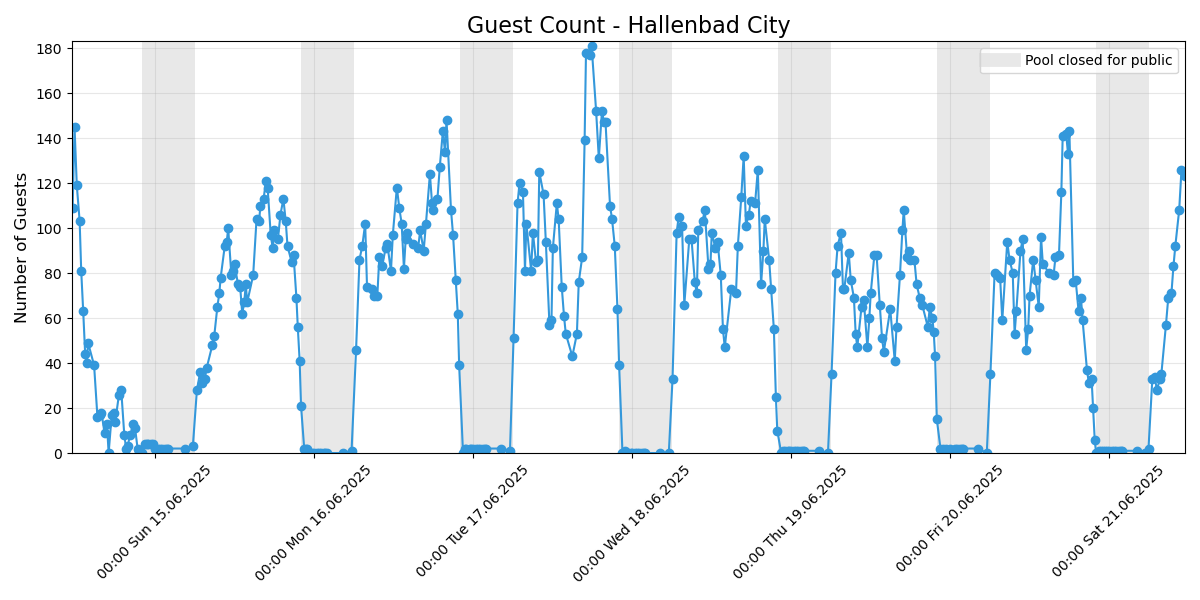 Guest Count - Hallenbad City
Pool closed for public
Number of Guests
180
160
140
120
100
80
60
40
20
0
00:00 Sun 15.06.2025
00:00 Mon 16.06.2025
00:00 Tue 17.06.2025
00:00 Wed 18.06.2025
00:00 Thu 19.06.2025
00:00 Fri 20.06.2025
00:00 Sat 21.06.2025